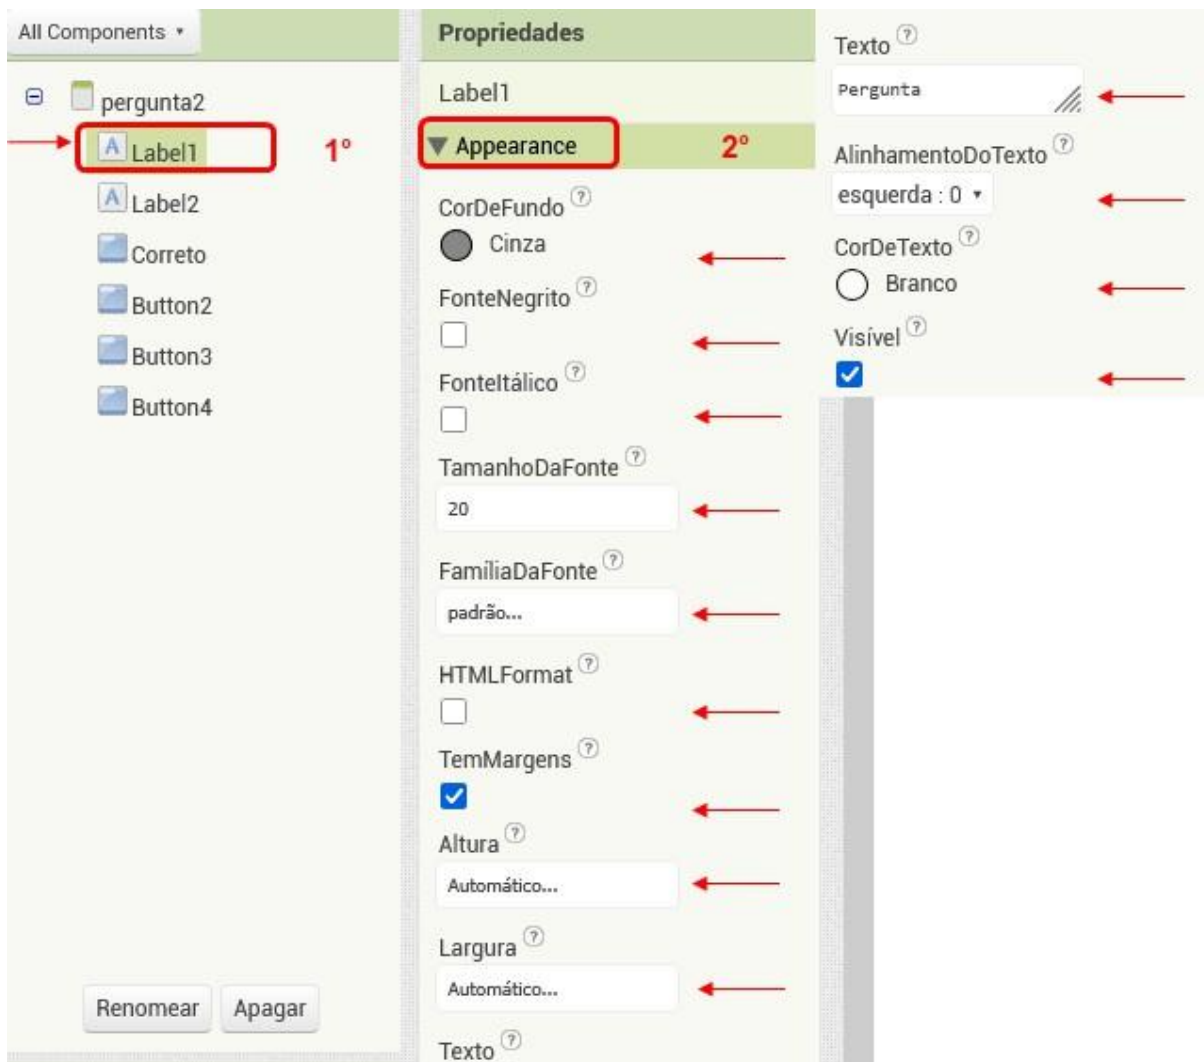 All Components
pergunta2
Label1
1º
Label2
Correto
Button2
Button3
Button4
Renomear
Apagar
Propriedades
Label1
Appearance
2º
CorDeFundo ?
Cinza
FonteNegrito ?
FonteItálico ?
TamanhoDaFonte ?
20
FamíliaDaFonte ?
padrão...
HTMLFormat ?
TemMargens ?
Altura ?
Automático...
Largura ?
Automático...
Texto ?
Texto ?
Pergunta
AlinhamentoDoTexto ?
esquerda : 0
CorDeTexto ?
Branco
Visível ?